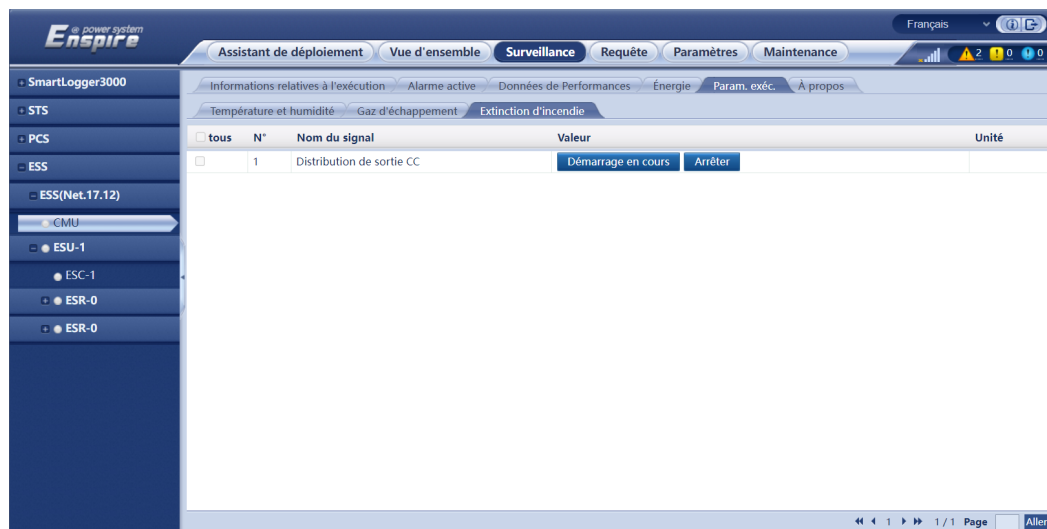 e power system
Enspire
Français
Assistant de déploiement Vue d'ensemble Surveillance Requête Paramètres Maintenance
2 0 0
SmartLogger3000
STS
PCS
ESS
ESS(Net.17.12)
CMU
ESU-1
ESC-1
ESR-0
ESR-0
Informations relatives à l'exécution Alarme active Données de Performances Énergie Param. exéc. À propos
Température et humidité Gaz d'échappement Extinction d'incendie
tous N° Nom du signal Valeur Unité
1 Distribution de sortie CC Démarrage en cours Arrêter
1 1 / 1 Page Aller